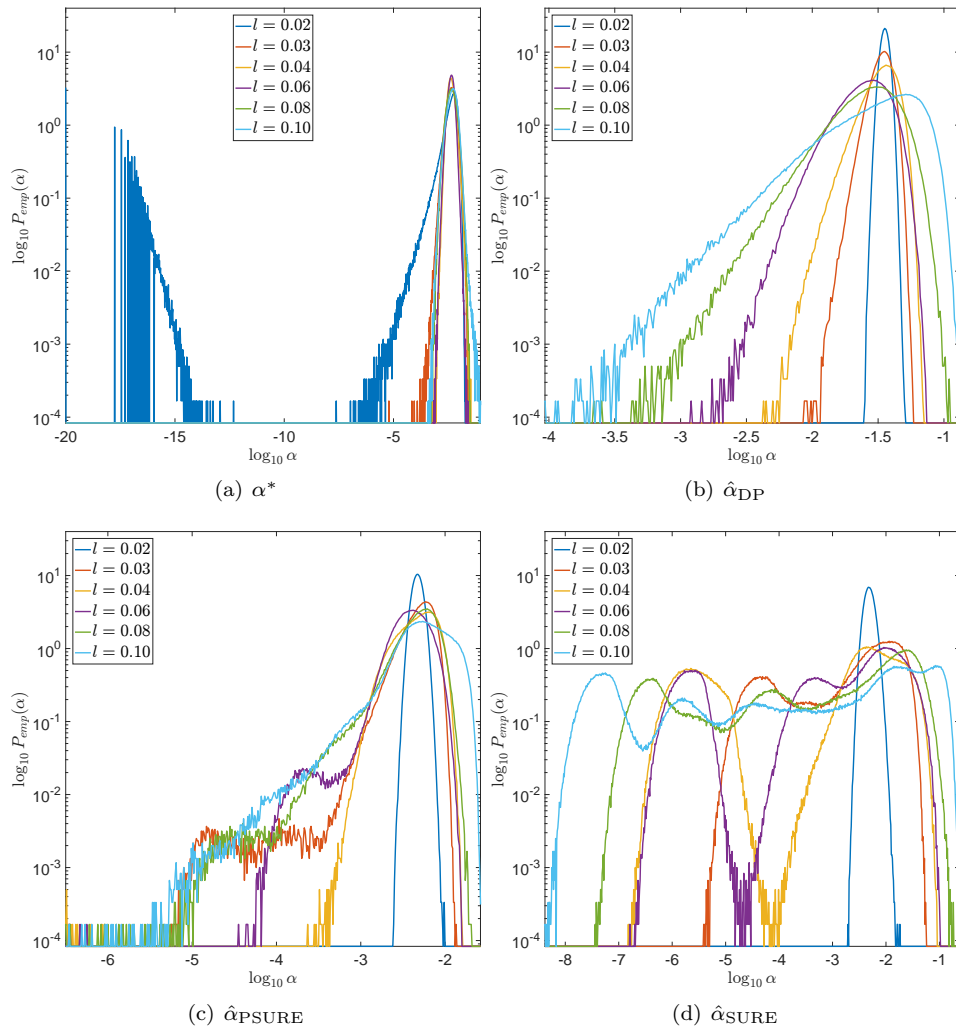 l = 0.02
l = 0.03
l = 0.04
l = 0.06
l = 0.08
l = 0.10
10^1
10^0
10^-1
10^-2
10^-3
10^-4
log10 Pemp(α)
-20
-15
-10
-5
log10 α
(a) α*
l = 0.02
l = 0.03
l = 0.04
l = 0.06
l = 0.08
l = 0.10
10^1
10^0
10^-1
10^-2
10^-3
10^-4
log10 Pemp(α)
-4
-3.5
-3
-2.5
-2
-1.5
-1
log10 α
(b) α̂DP
l = 0.02
l = 0.03
l = 0.04
l = 0.06
l = 0.08
l = 0.10
10^1
10^0
10^-1
10^-2
10^-3
10^-4
log10 Pemp(α)
-6
-5
-4
-3
-2
log10 α
(c) α̂PSURE
l = 0.02
l = 0.03
l = 0.04
l = 0.06
l = 0.08
l = 0.10
10^1
10^0
10^-1
10^-2
10^-3
10^-4
log10 Pemp(α)
-8
-7
-6
-5
-4
-3
-2
-1
log10 α
(d) α̂SURE